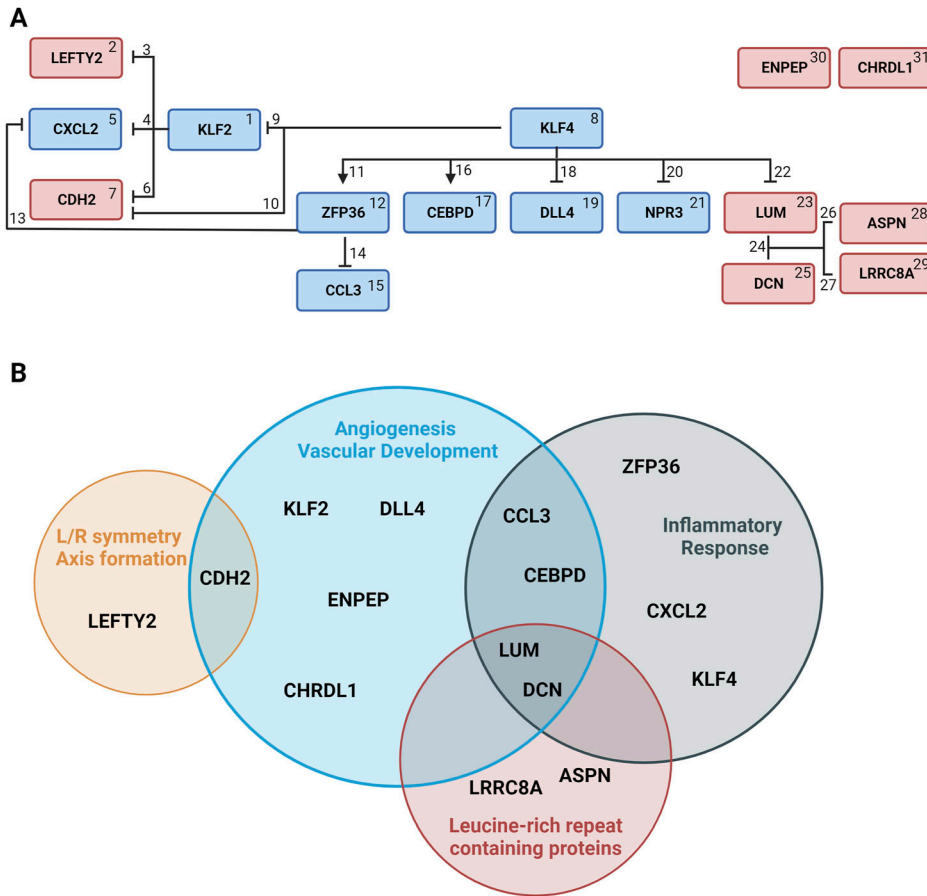 A
LEFTY2 2
3
ENPEP 30
CHRDL1 31
CXCL2 5
4
KLF2 1
9
KLF4 8
CDH2 7
6
10
11
16
18
20
22
13
ZFP36 12
CEBPD 17
DLL4 19
NPR3 21
LUM 23
26
ASPN 28
14
24
CCL3 15
DCN 25
27
LRRC8A 29
B
Angiogenesis
Vascular Development
ZFP36
KLF2
DLL4
CCL3
Inflammatory
Response
L/R symmetry
Axis formation
CDH2
CEBPD
ENPEP
LEFTY2
CXCL2
LUM
KLF4
CHRDL1
DCN
LRRC8A
ASPN
Leucine-rich repeat
containing proteins